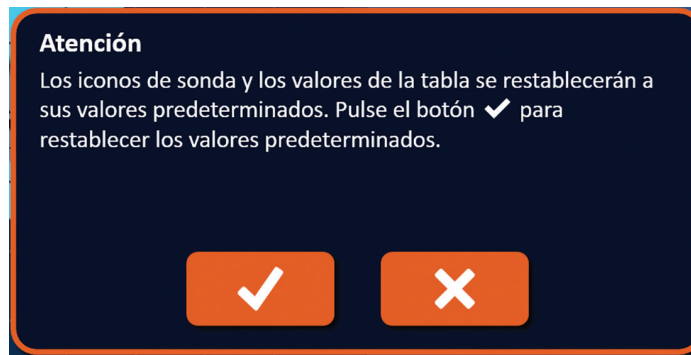 Atención
Los iconos de sonda y los valores de la tabla se restablecerán a
sus valores predeterminados. Pulse el botón ✔ para
restablecer los valores predeterminados.